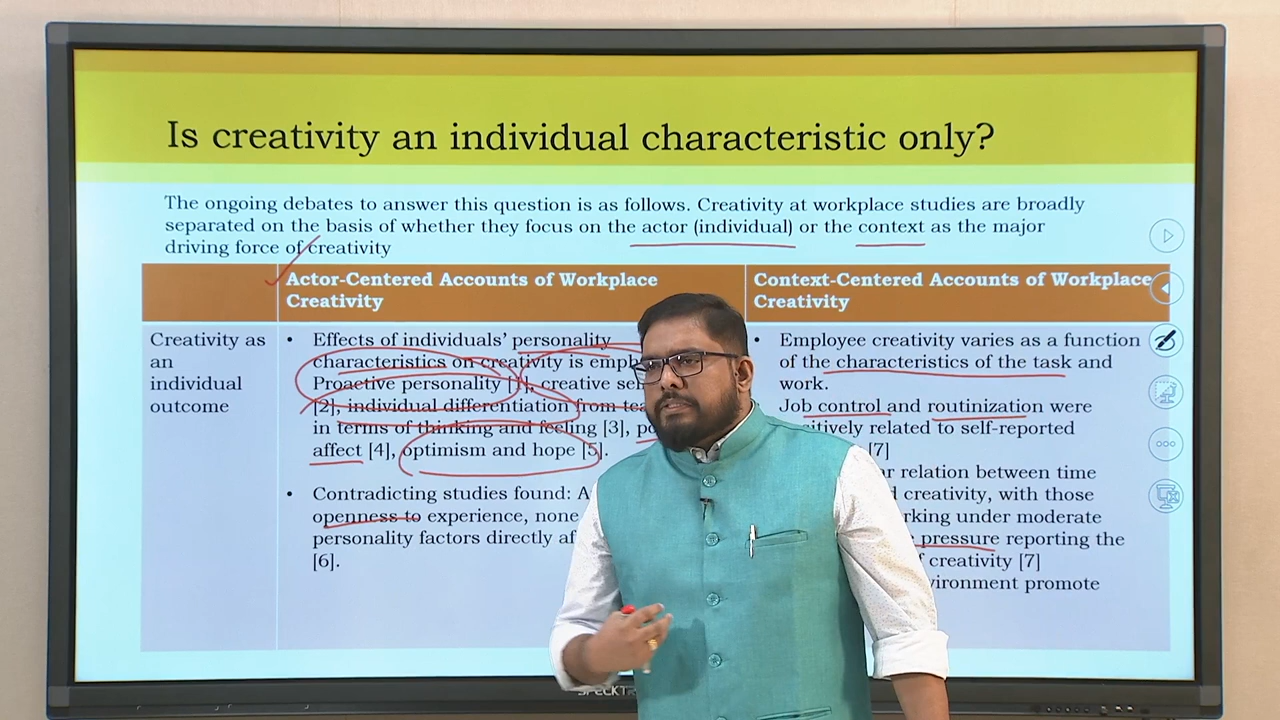 Is creativity an individual characteristic only?
The ongoing debates to answer this question is as follows. Creativity at workplace studies are broadly
separated on the basis of whether they focus on the actor (individual) or the context as the major
driving force of creativity
Actor-Centered Accounts of Workplace
Creativity
Context-Centered Accounts of Workplace
Creativity
Creativity as
an
individual
outcome
• Effects of individuals’ personality
characteristics on creativity is
Proactive personality creative
[2], individual differentiation from
in terms of thinking and feeling [3],
affect [4], optimism and hope [5].
• Contradicting studies found:
openness to experience, none
personality factors directly
[6].
• Employee creativity varies as a function
of the characteristics of the task and
work.
Job control and routinization were
related to self-reported
[7]
relation between time
creativity, with those
under moderate
pressure reporting the
creativity [7]
promote